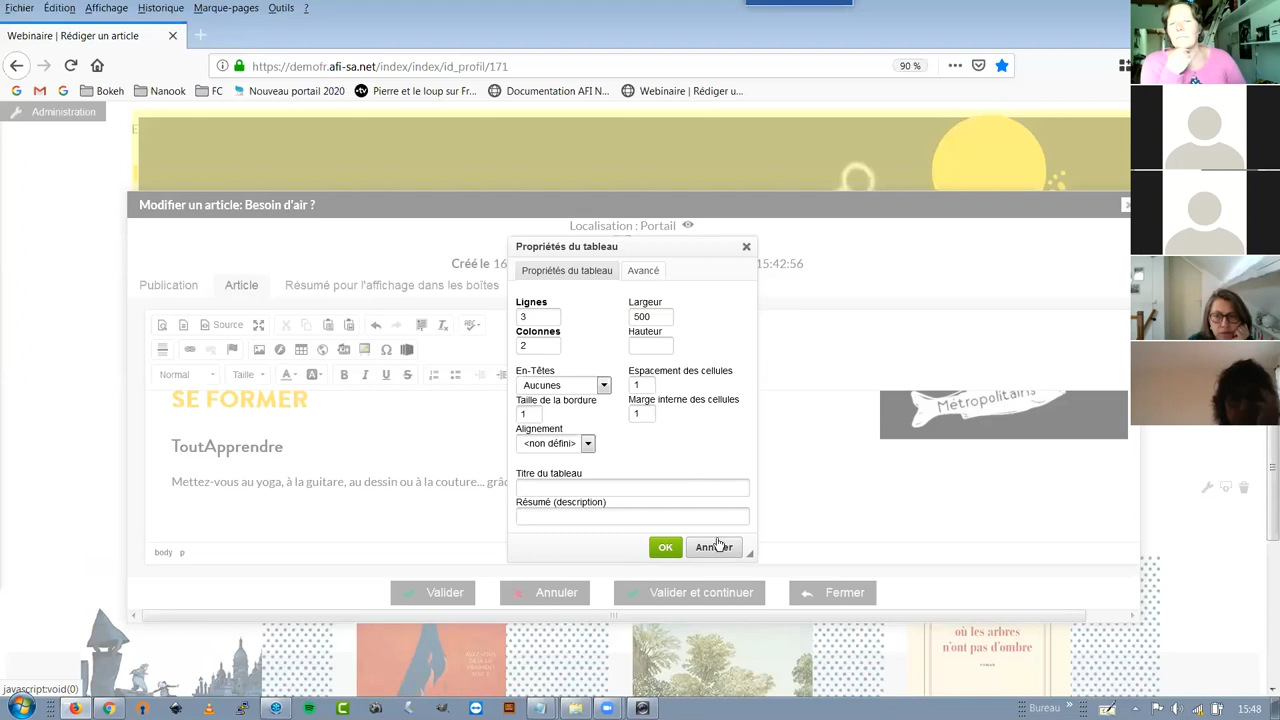 Fichier Édition Affichage Historique Marque-pages Outils ?
Webinaire | Rédiger un article
https://demofr.afi-sa.net/index/index/id_profil/171
90 %
Bokeh Nanook FC Nouveau portail 2020 Pierre et le loup sur Fr... Documentation AFI N... Webinaire | Rédiger u...
Administration
Modifier un article: Besoin d'air ?
Localisation : Portail
Créé le 16
15:42:56
Publication Article Résumé pour l'affichage dans les boîtes
Source
Normal Taille
SE FORMER
ToutApprendre
Mettez-vous au yoga, à la guitare, au dessin ou à la couture... grâc
body p
Métropolitains
Propriétés du tableau
Propriétés du tableau Avancé
Lignes Largeur
3 500
Colonnes Hauteur
2
En-Têtes Espacement des cellules
Aucunes 1
Taille de la bordure Marge interne des cellules
1 1
Alignement
<non défini>
Titre du tableau
Résumé (description)
OK Annuler
Valider Annuler Valider et continuer Fermer
où les arbres
n'ont pas d'ombre
javascript:void(0)
Bureau
15:48